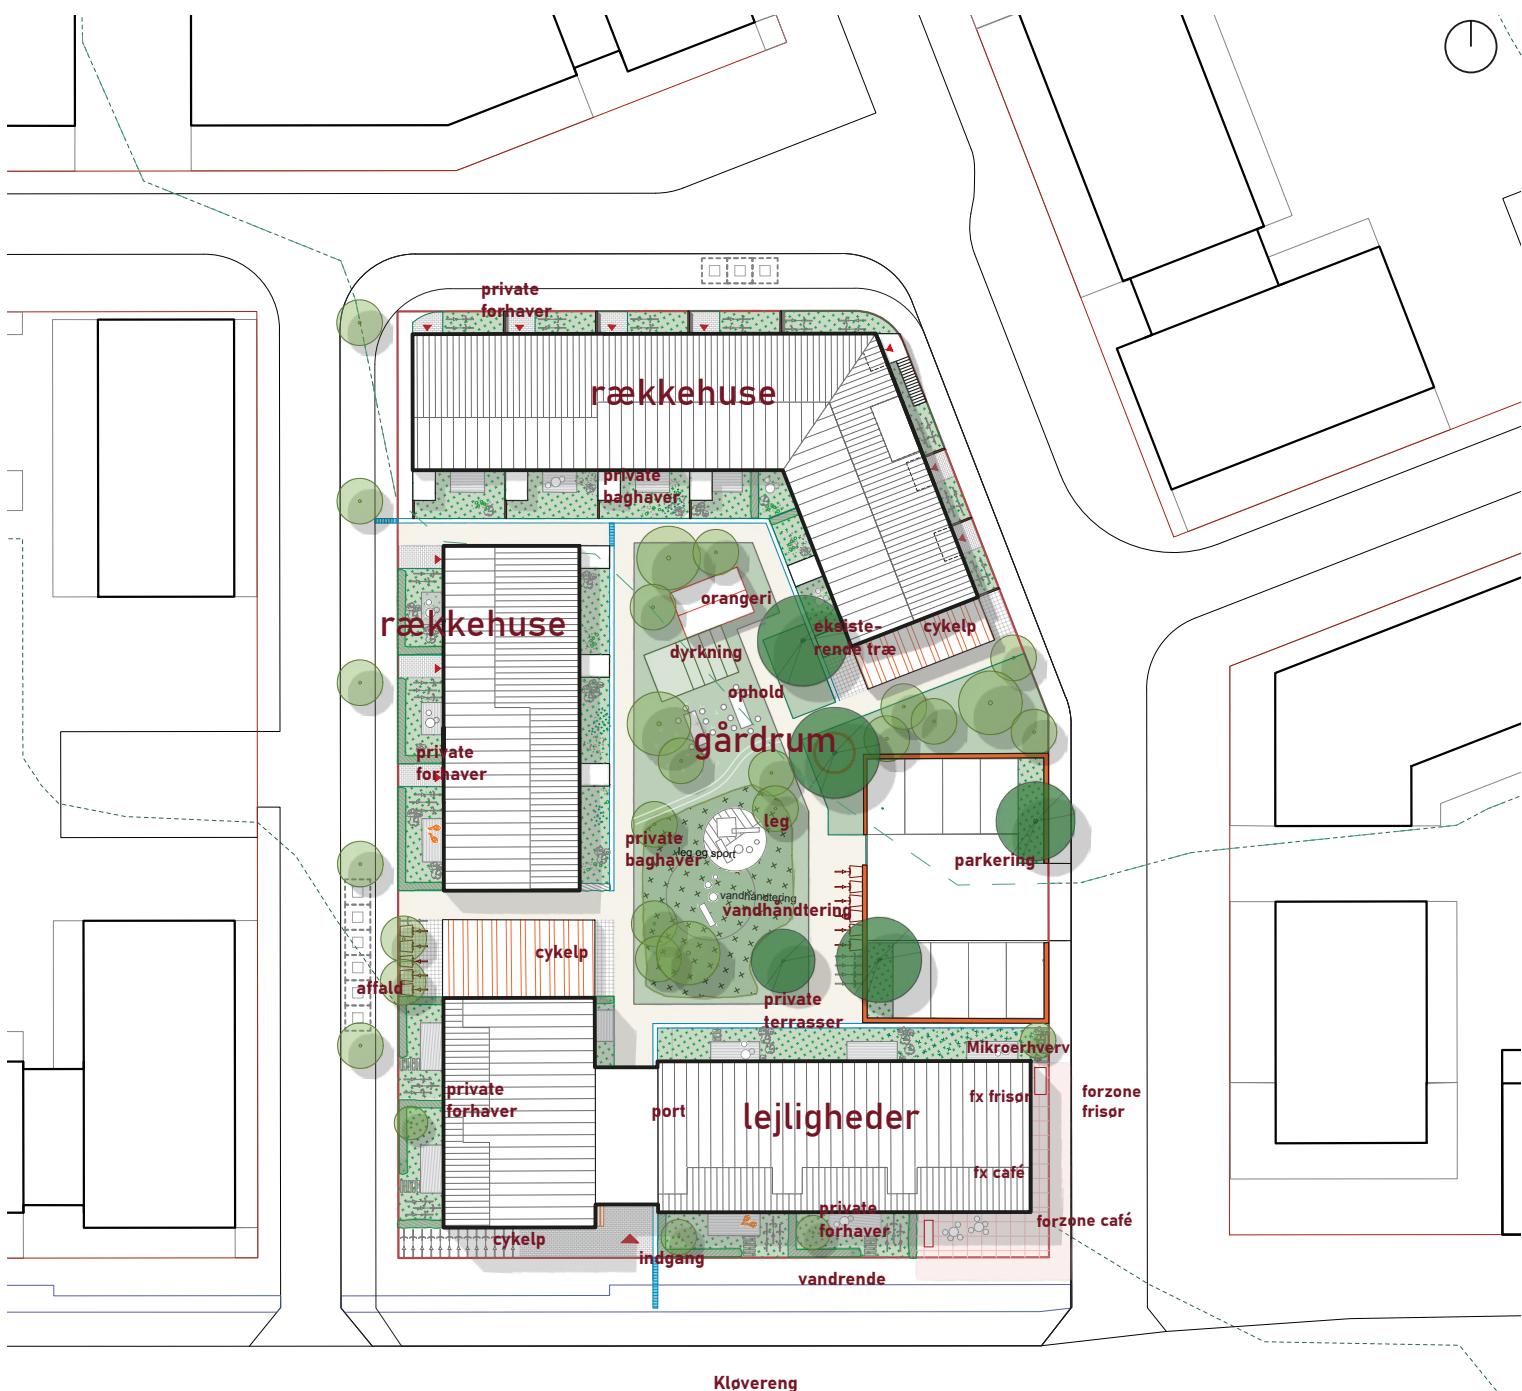 private
forhaver
rækkehuse
private
baghaver
orangeri
rækkehuse
eksiste-
rende træ
cykelp
dyrkning
ophold
gårdrum
private
forhaver
leg
private
baghaver
leg og sport
parkering
vandhåndtering
vandhåndtering
cykelp
affald
private
terrasser
Mikroerhverv
private
forhaver
port
lejligheder
fx frisør
forzone
frisør
fx café
private
forhaver
forzone café
cykelp
indgang
vandrende
Kløvereng